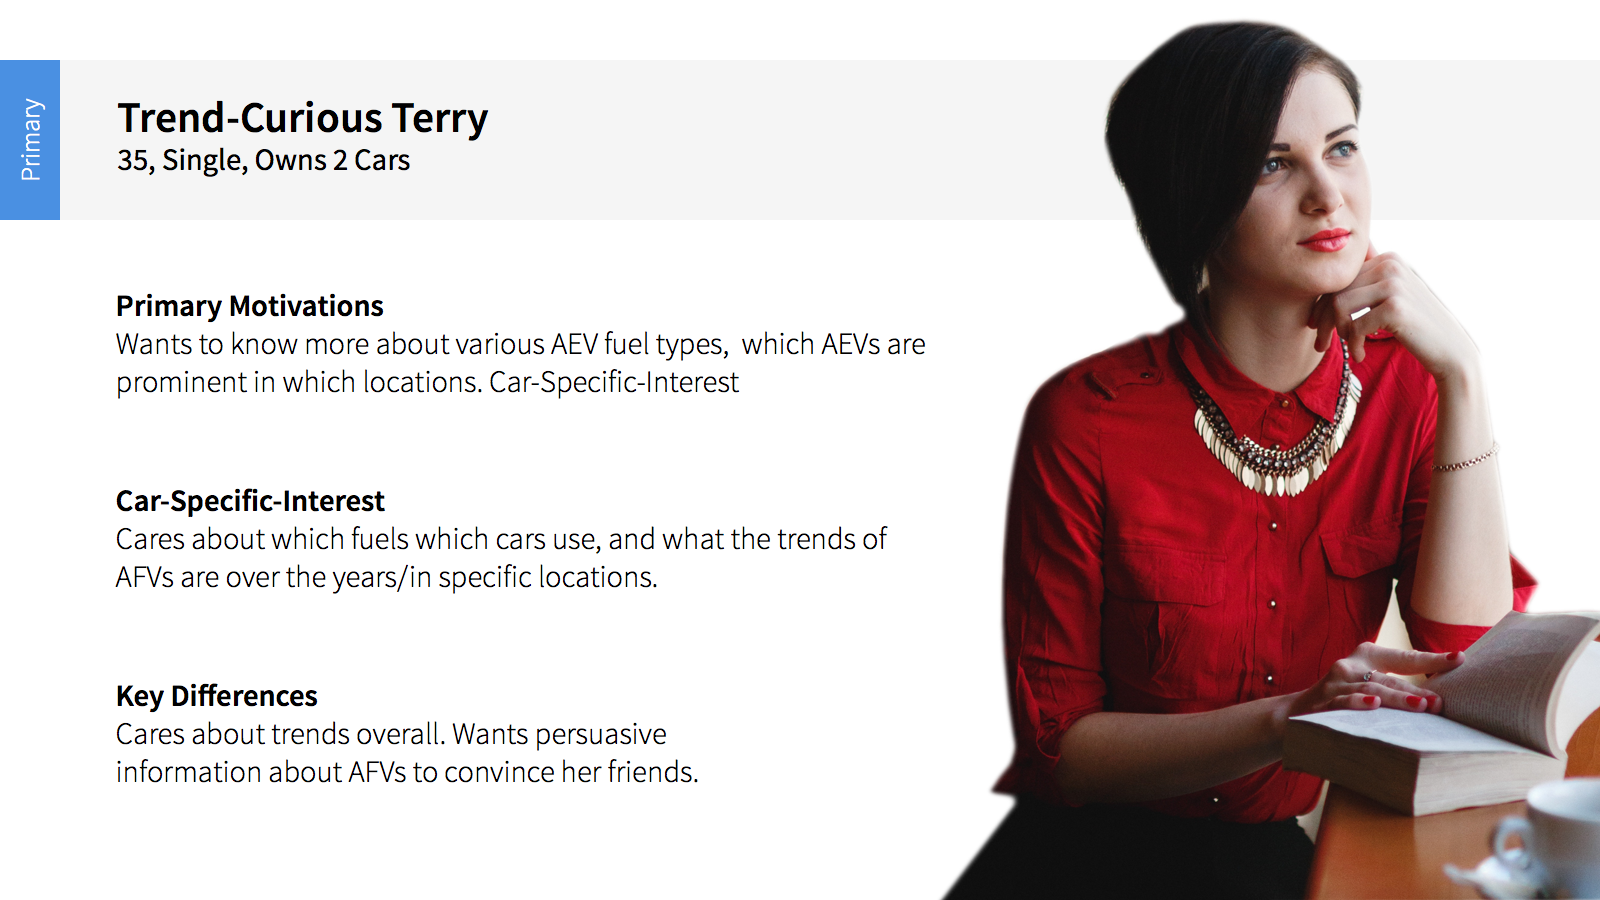 Primary
Trend-Curious Terry
35, Single, Owns 2 Cars
Primary Motivations
Wants to know more about various AEV fuel types,  which AEVs are
prominent in which locations. Car-Specific-Interest
Car-Specific-Interest
Cares about which fuels which cars use, and what the trends of
AFVs are over the years/in specific locations.
Key Differences
Cares about trends overall. Wants persuasive
information about AFVs to convince her friends.